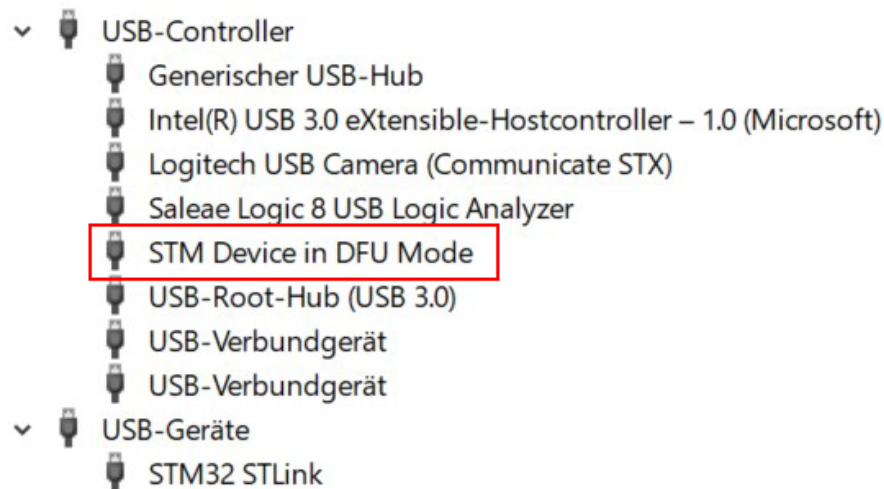 USB-Controller
Generischer USB-Hub
Intel(R) USB 3.0 eXtensible-Hostcontroller – 1.0 (Microsoft)
Logitech USB Camera (Communicate STX)
Saleae Logic 8 USB Logic Analyzer
STM Device in DFU Mode
USB-Root-Hub (USB 3.0)
USB-Verbundgerät
USB-Verbundgerät
USB-Geräte
STM32 STLink